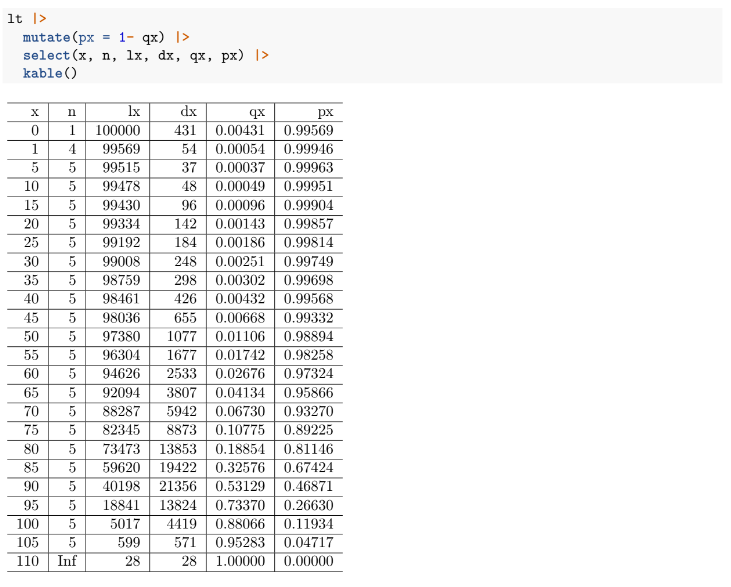 lt |>
  mutate(px = 1- qx) |>
  select(x, n, lx, dx, qx, px) |>
  kable()
x n lx dx qx px
0 1 100000 431 0.00431 0.99569
1 4 99569 54 0.00054 0.99946
5 5 99515 37 0.00037 0.99963
10 5 99478 48 0.00049 0.99951
15 5 99430 96 0.00096 0.99904
20 5 99334 142 0.00143 0.99857
25 5 99192 184 0.00186 0.99814
30 5 99008 248 0.00251 0.99749
35 5 98759 298 0.00302 0.99698
40 5 98461 426 0.00432 0.99568
45 5 98036 655 0.00668 0.99332
50 5 97380 1077 0.01106 0.98894
55 5 96304 1677 0.01742 0.98258
60 5 94626 2533 0.02676 0.97324
65 5 92094 3807 0.04134 0.95866
70 5 88287 5942 0.06730 0.93270
75 5 82345 8873 0.10775 0.89225
80 5 73473 13853 0.18854 0.81146
85 5 59620 19422 0.32576 0.67424
90 5 40198 21356 0.53129 0.46871
95 5 18841 13824 0.73370 0.26630
100 5 5017 4419 0.88066 0.11934
105 5 599 571 0.95283 0.04717
110 Inf 28 28 1.00000 0.00000